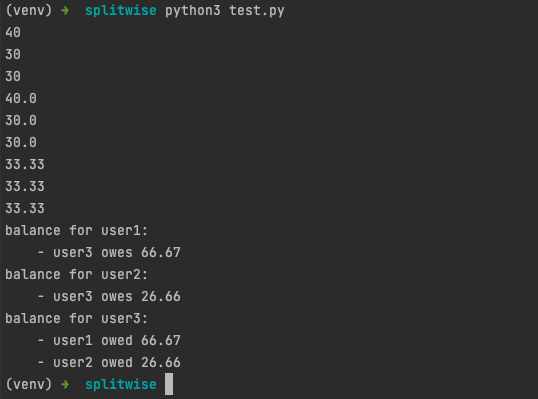 (venv) → splitwise python3 test.py
40
30
30
40.0
30.0
30.0
33.33
33.33
33.33
balance for user1:
    - user3 owes 66.67
balance for user2:
    - user3 owes 26.66
balance for user3:
    - user1 owed 66.67
    - user2 owed 26.66
(venv) → splitwise